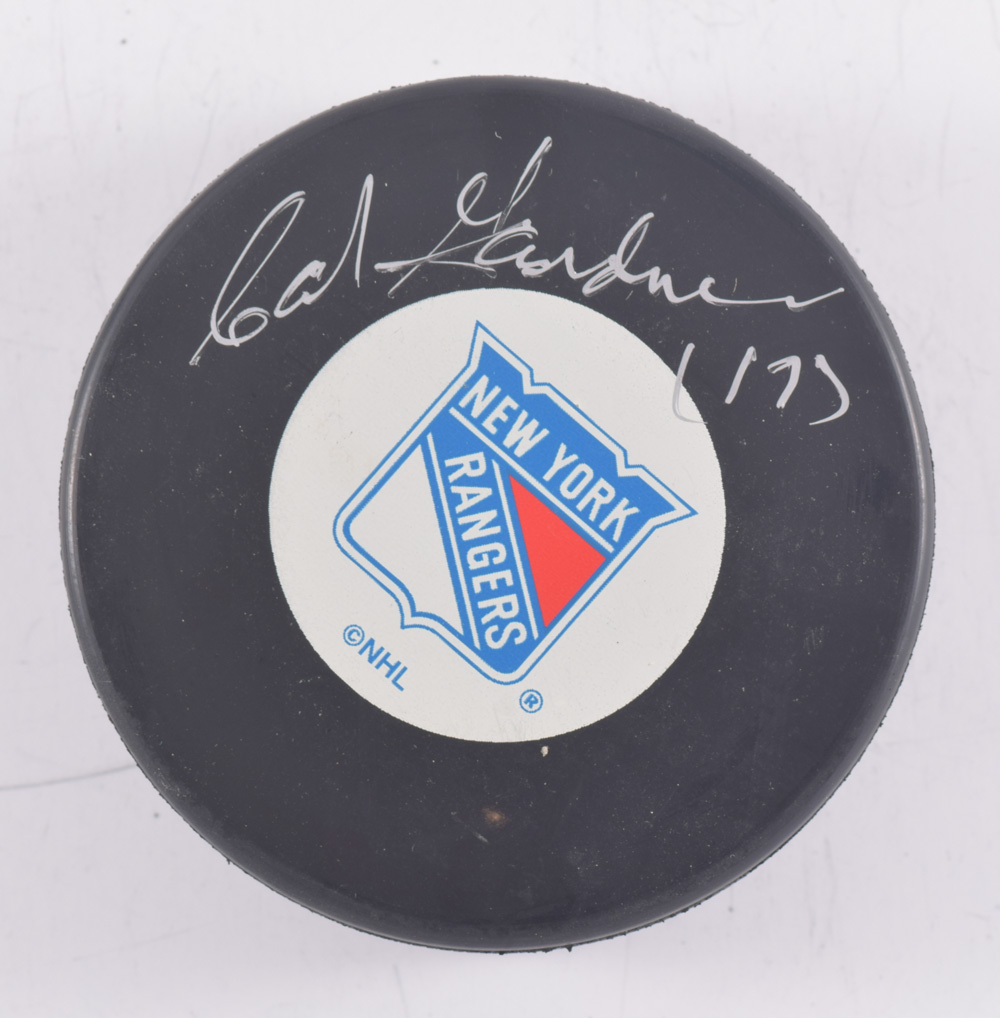 Cal Gardner
(17)
NEW YORK
RANGERS
©NHL
®